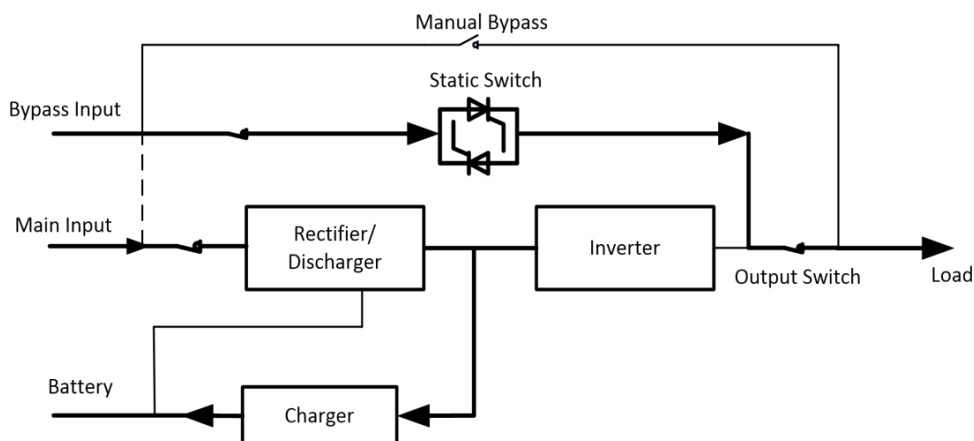 Manual Bypass
Static Switch
Bypass Input
Main Input
Rectifier/
Discharger
Inverter
Output Switch
Load
Battery
Charger